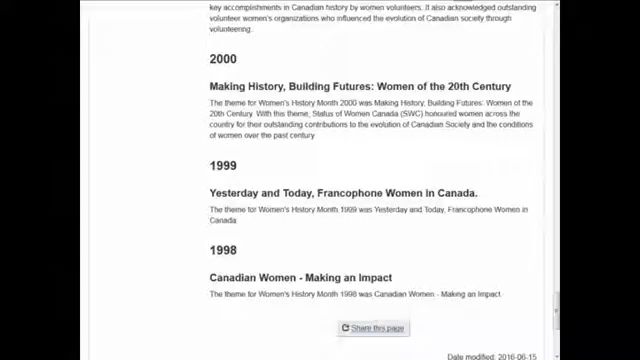 key accomplishments in Canadian history by women volunteers. It also acknowledged outstanding
volunteer women's organizations who influenced the evolution of Canadian society through
volunteering.
2000
Making History, Building Futures: Women of the 20th Century
The theme for Women's History Month 2000 was Making History, Building Futures: Women of the
20th Century. With this theme, Status of Women Canada (SWC) honoured women across the
country for their outstanding contributions to the evolution of Canadian Society and the conditions
of women over the past century
1999
Yesterday and Today, Francophone Women in Canada.
The theme for Women's History Month 1999 was Yesterday and Today, Francophone Women in
Canada
1998
Canadian Women - Making an Impact
The theme for Women's History Month 1998 was Canadian Women - Making an Impact
Share this page
Date modified: 2016-06-15